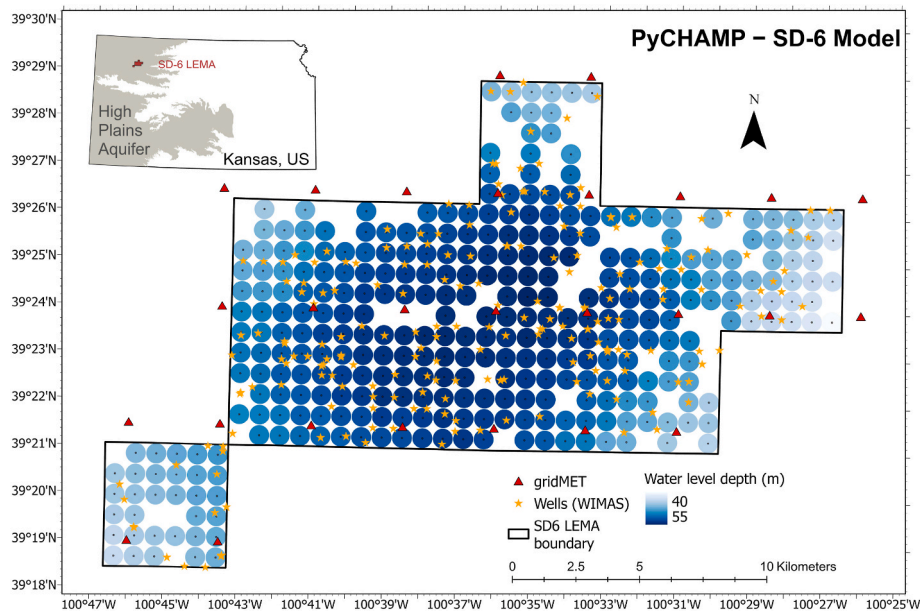 PyCHAMP – SD-6 Model
39°30'N
39°29'N
39°28'N
39°27'N
39°26'N
39°25'N
39°24'N
39°23'N
39°22'N
39°21'N
39°20'N
39°19'N
39°18'N
SD-6 LEMA
High
Plains
Aquifer
Kansas, US
N
gridMET
Wells (WIMAS)
SD6 LEMA
boundary
Water level depth (m)
40
55
0 2.5 5 10 Kilometers
100°47'W 100°45'W 100°43'W 100°41'W 100°39'W 100°37'W 100°35'W 100°33'W 100°31'W 100°29'W 100°27'W 100°25'W